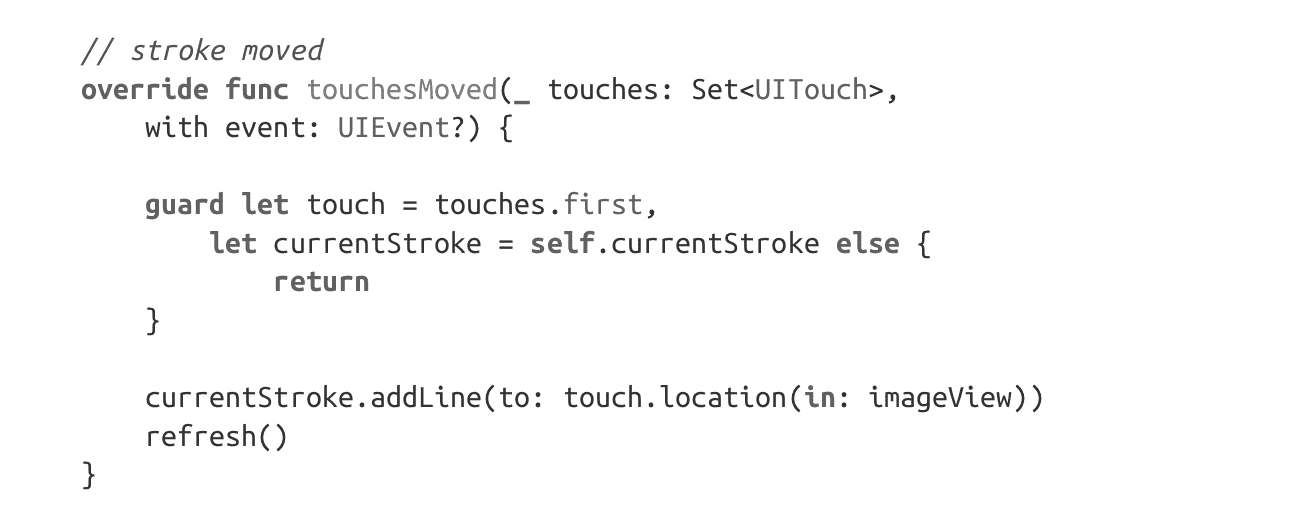 // stroke moved
override func touchesMoved(_ touches: Set<UITouch>,
    with event: UIEvent?) {

    guard let touch = touches.first,
        let currentStroke = self.currentStroke else {
            return
    }

    currentStroke.addLine(to: touch.location(in: imageView))
    refresh()
}